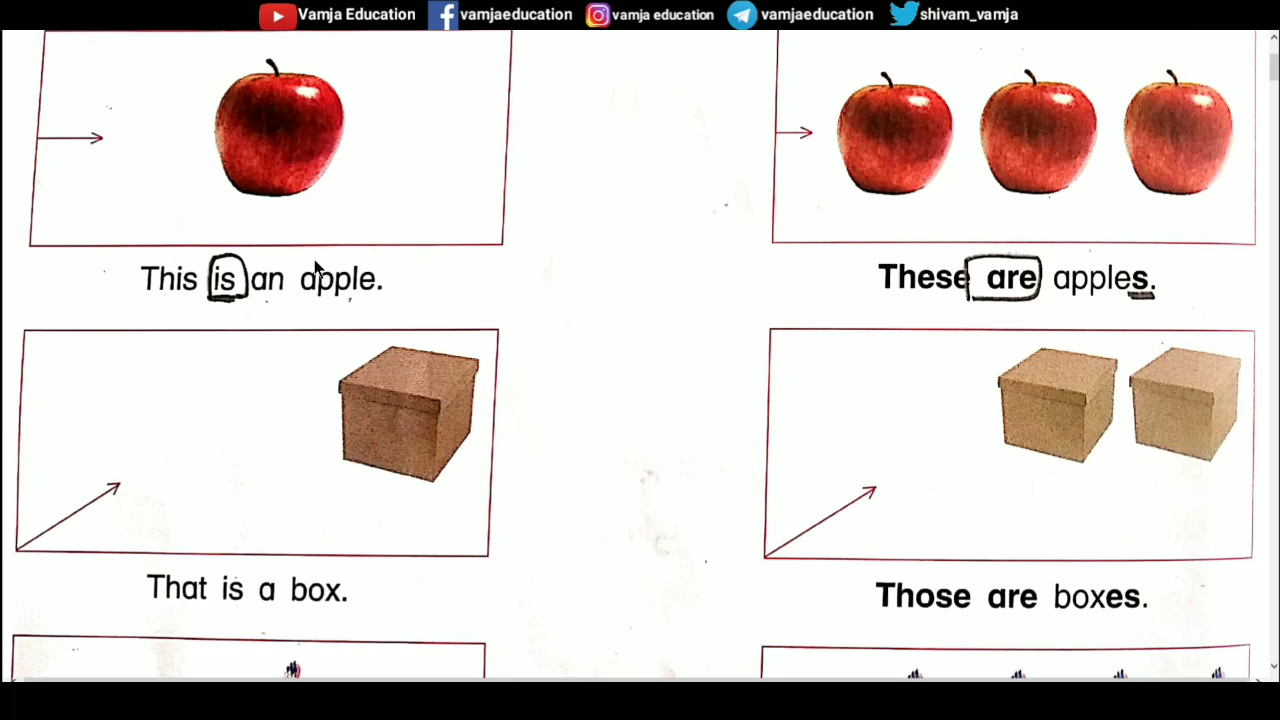 Vamja Education vamjaeducation vamja education vamjaeducation shivam_vamja
This is an apple.
These are apples.
That is a box.
Those are boxes.